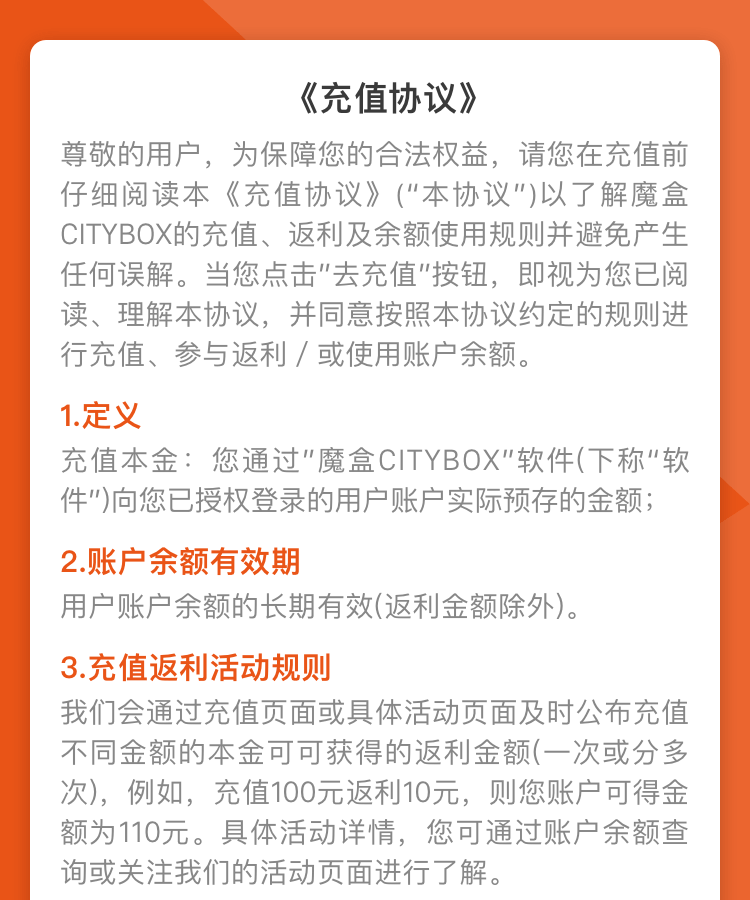 《充值协议》
尊敬的用户，为保障您的合法权益，请您在充值前
仔细阅读本《充值协议》(“本协议”)以了解魔盒
CITYBOX的充值、返利及余额使用规则并避免产生
任何误解。当您点击”去充值”按钮，即视为您已阅
读、理解本协议，并同意按照本协议约定的规则进
行充值、参与返利 / 或使用账户余额。
1.定义
充值本金：您通过”魔盒CITYBOX”软件(下称“软
件”)向您已授权登录的用户账户实际预存的金额；
2.账户余额有效期
用户账户余额的长期有效(返利金额除外)。
3.充值返利活动规则
我们会通过充值页面或具体活动页面及时公布充值
不同金额的本金可可获得的返利金额(一次或分多
次)，例如，充值100元返利10元，则您账户可得金
额为110元。具体活动详情，您可通过账户余额查
询或关注我们的活动页面进行了解。